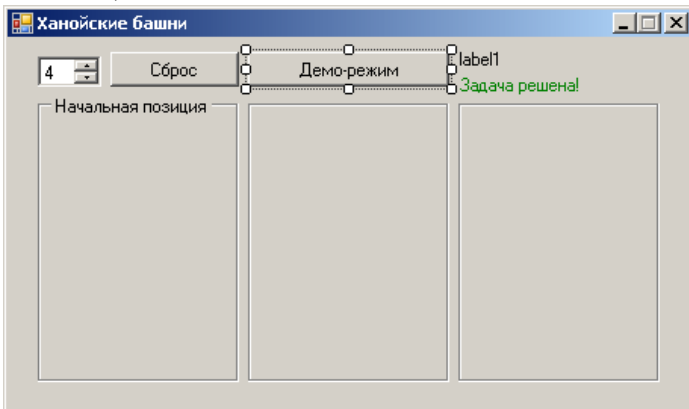 Ханойские башни
4
Сброс
Демо-режим
label1
Задача решена!
Начальная позиция